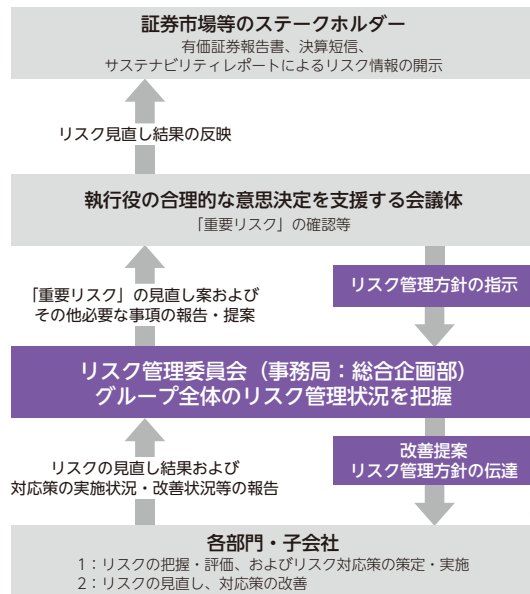 証券市場等のステークホルダー
有価証券報告書、決算短信、
サステナビリティレポートによるリスク情報の開示
リスク見直し結果の反映
執行役の合理的な意思決定を支援する会議体
「重要リスク」の確認等
「重要リスク」の見直し案および
その他必要な事項の報告・提案
リスク管理方針の指示
リスク管理委員会（事務局：総合企画部）
グループ全体のリスク管理状況を把握
リスクの見直し結果および
対応策の実施状況・改善状況等の報告
改善提案
リスク管理方針の伝達
各部門・子会社
1：リスクの把握・評価、およびリスク対応策の策定・実施
2：リスクの見直し、対応策の改善